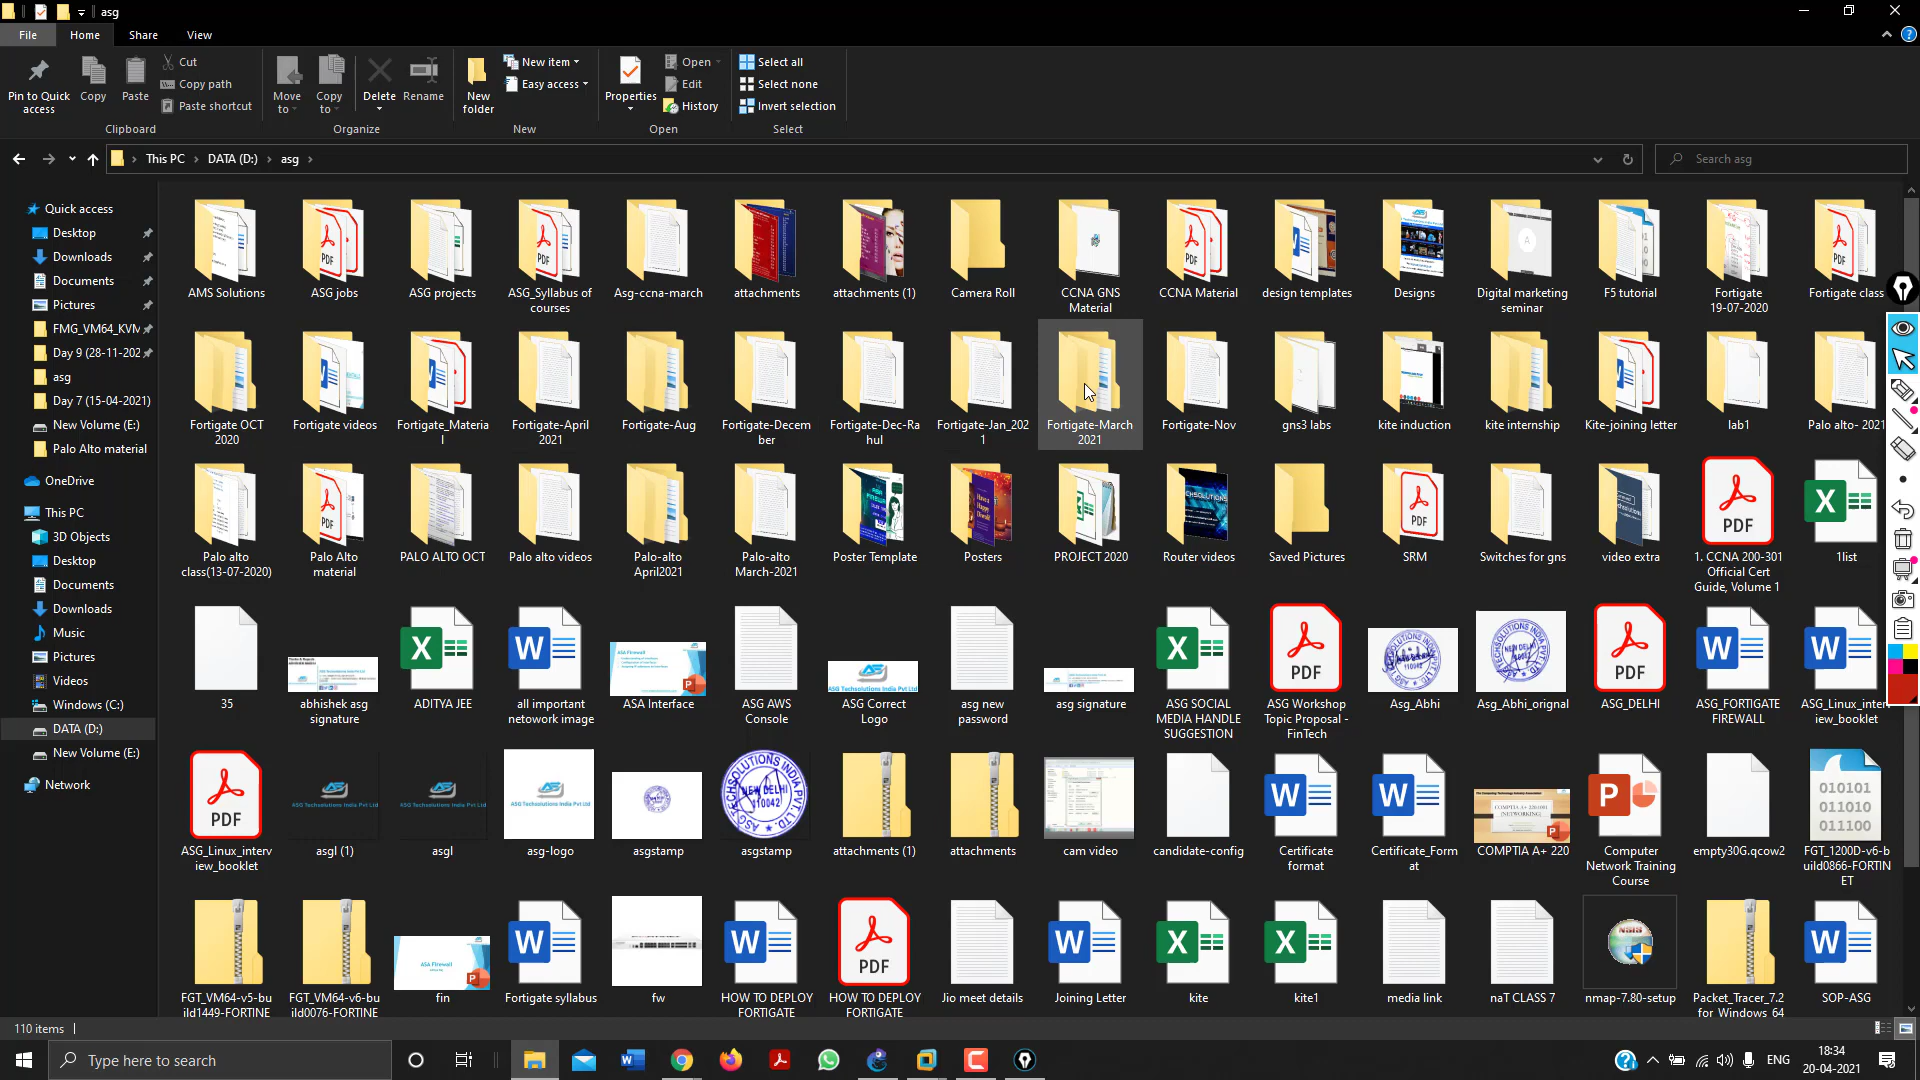 asg
File
Home
Share
View
Pin to Quick
access
Copy
Paste
Cut
Copy path
Paste shortcut
Move
to
Copy
to
Delete
Rename
New
folder
New item
Easy access
Properties
Open
Edit
History
Select all
Select none
Invert selection
Clipboard
Organize
New
Open
Select
This PC
DATA (D:)
asg
Search asg
Quick access
Desktop
Downloads
Documents
Pictures
FMG_VM64_KVM
Day 9 (28-11-202
asg
Day 7 (15-04-2021)
New Volume (E:)
Palo Alto material
OneDrive
This PC
3D Objects
Desktop
Documents
Downloads
Music
Pictures
Videos
Windows (C:)
DATA (D:)
New Volume (E:)
Network
AMS Solutions
ASG jobs
ASG projects
ASG_Syllabus of
courses
Asg-ccna-march
attachments
attachments (1)
Camera Roll
CCNA GNS
Material
CCNA Material
design templates
Designs
Digital marketing
seminar
F5 tutorial
Fortigate
19-07-2020
Fortigate class
Fortigate OCT
2020
Fortigate videos
Fortigate_Materia
l
Fortigate-April
2021
Fortigate-Aug
Fortigate-Decem
ber
Fortigate-Dec-Ra
hul
Fortigate-Jan_202
1
Fortigate-March
2021
Fortigate-Nov
gns3 labs
kite induction
kite internship
Kite-joining letter
lab1
Palo alto- 2021
Palo alto
class(13-07-2020)
Palo Alto
material
PALO ALTO OCT
Palo alto videos
Palo-alto
April2021
Palo-alto
March-2021
Poster Template
Posters
PROJECT 2020
Router videos
Saved Pictures
SRM
Switches for gns
video extra
1. CCNA 200-301
Official Cert
Guide, Volume 1
1list
35
abhishek asg
signature
ADITYA JEE
all important
netowork image
ASA Interface
ASG AWS
Console
ASG Correct
Logo
asg new
password
asg signature
ASG SOCIAL
MEDIA HANDLE
SUGGESTION
ASG Workshop
Topic Proposal -
FinTech
Asg_Abhi
Asg_Abhi_orignal
ASG_DELHI
ASG_FORTIGATE
FIREWALL
ASG_Linux_interv
iew_booklet
ASG_Linux_interv
iew_booklet
asgl (1)
asgl
asg-logo
asgstamp
asgstamp
attachments (1)
attachments
cam video
candidate-config
Certificate
format
Certificate_Form
at
COMPTIA A+ 220
Computer
Network Training
Course
empty30G.qcow2
FGT_1200D-v6-b
uild0866-FORTIN
ET
FGT_VM64-v5-bu
ild1449-FORTINE
FGT_VM64-v6-bu
ild0076-FORTINE
fin
Fortigate syllabus
fw
HOW TO DEPLOY
FORTIGATE
HOW TO DEPLOY
FORTIGATE
Jio meet details
Joining Letter
kite
kite1
media link
naT CLASS 7
nmap-7.80-setup
Packet_Tracer_7.2
for Windows 64
SOP-ASG
110 items
Type here to search
ENG
18:34
20-04-2021